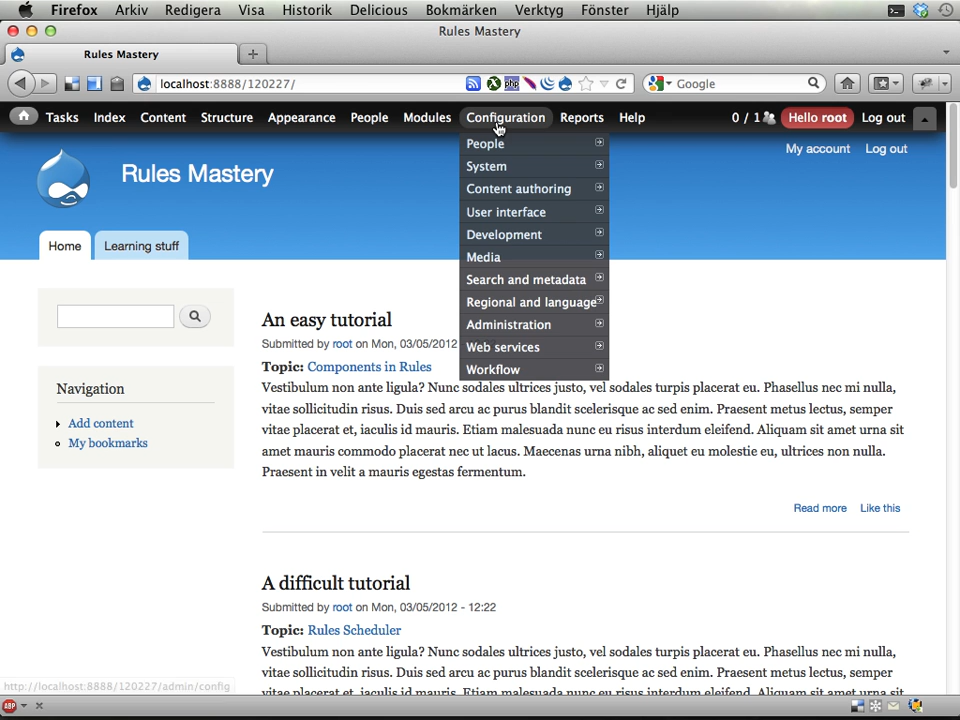 Firefox Arkiv Redigera Visa Historik Delicious Bokmärken Verktyg Fönster Hjälp
Rules Mastery
Rules Mastery
localhost:8888/120227/
php
Google
Tasks Index Content Structure Appearance People Modules Configuration Reports Help 0 / 1 Hello root Log out
My account Log out
Rules Mastery
People
System
Content authoring
User interface
Development
Media
Search and metadata
Regional and language
Administration
Web services
Workflow
Home Learning stuff
An easy tutorial
Submitted by root on Mon, 03/05/2012
Topic: Components in Rules
Vestibulum non ante ligula? Nunc sodales ultrices justo, vel sodales turpis placerat eu. Phasellus nec mi nulla,
vitae sollicitudin risus. Duis sed arcu ac purus blandit scelerisque ac sed enim. Praesent metus lectus, semper
vitae placerat et, iaculis id mauris. Etiam malesuada nunc eu risus interdum eleifend. Aliquam sit amet urna sit
amet mauris commodo placerat nec ut lacus. Maecenas urna nibh, aliquet eu molestie eu, ultrices non nulla.
Praesent in velit a mauris egestas fermentum.
Read more Like this
Navigation
Add content
My bookmarks
A difficult tutorial
Submitted by root on Mon, 03/05/2012 - 12:22
Topic: Rules Scheduler
Vestibulum non ante ligula? Nunc sodales ultrices justo, vel sodales turpis placerat eu. Phasellus nec mi nulla,
vitae sollicitudin risus. Duis sed arcu ac purus blandit scelerisque ac sed enim. Praesent metus lectus, semper
http://localhost:8888/120227/admin/config
ABP